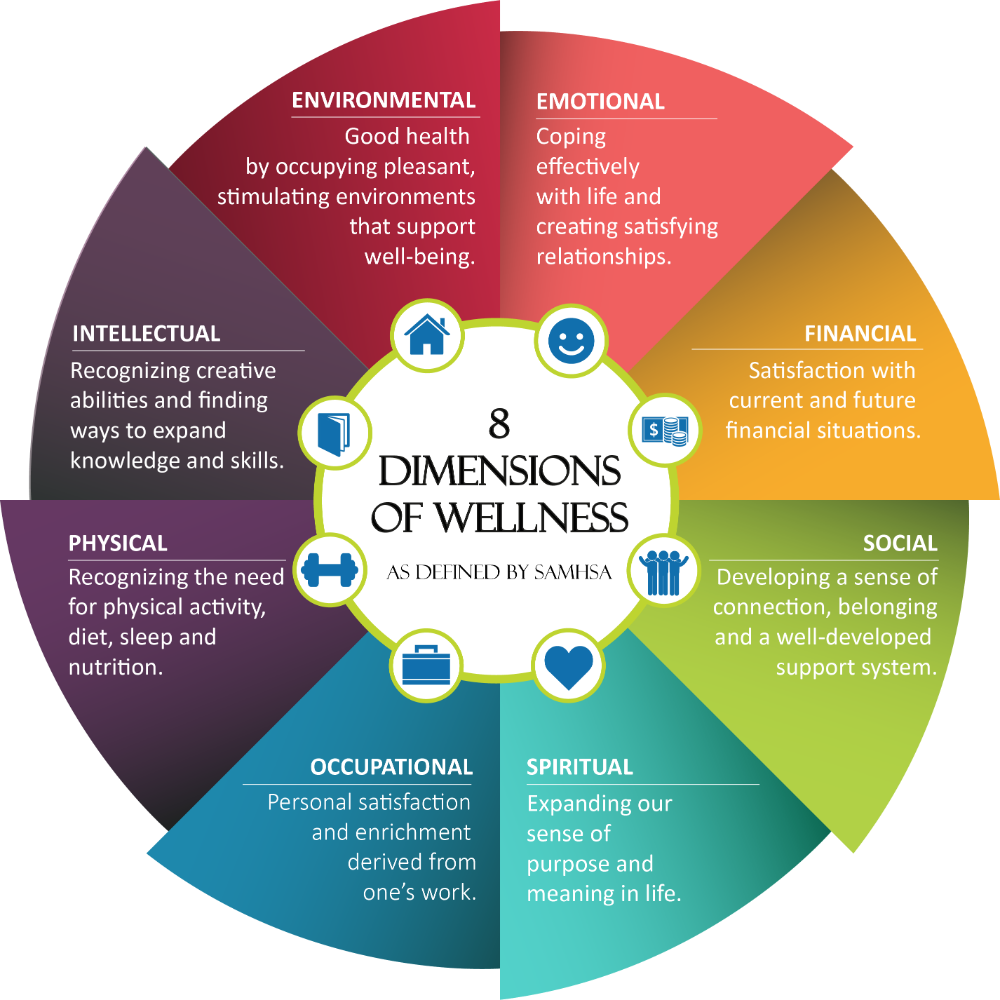 ENVIRONMENTAL
Good health
by occupying pleasant,
stimulating environments
that support
well-being.
EMOTIONAL
Coping
effectively
with life and
creating satisfying
relationships.
INTELLECTUAL
Recognizing creative
abilities and finding
ways to expand
knowledge and skills.
FINANCIAL
Satisfaction with
current and future
financial situations.
8
DIMENSIONS
OF WELLNESS
AS DEFINED BY SAMHSA
$
PHYSICAL
Recognizing the need
for physical activity,
diet, sleep and
nutrition.
SOCIAL
Developing a sense of
connection, belonging
and a well-developed
support system.
OCCUPATIONAL
Personal satisfaction
and enrichment
derived from
one’s work.
SPIRITUAL
Expanding our
sense of
purpose and
meaning in life.